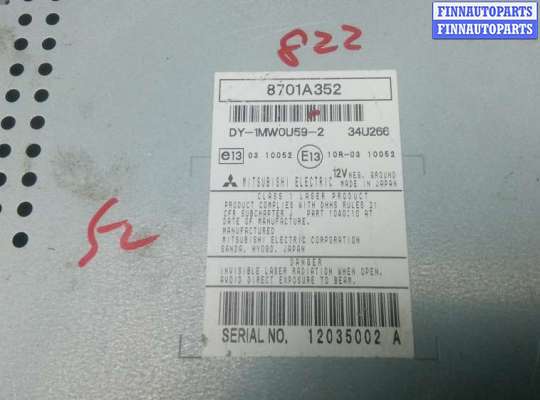 FINNAUTOPARTS
FINNAUTOPARTS
822
8701A352
DY-1MW0U59-2 34U266
e13 03 10052 E13 10R-03 10052
MITSUBISHI ELECTRIC 12V NEG. GROUND
MADE IN JAPAN
CLASS 1 LASER PRODUCT
PRODUCT COMPLIES WITH DHHS RULES 21
CFR SUBCHAPTER J PART 1040.10 AT
DATE OF MANUFACTURE.
MANUFACTURED
MITSUBISHI ELECTRIC CORPORATION
SANDA, HYOGO, JAPAN
DANGER
INVISIBLE LASER RADIATION WHEN OPEN.
AVOID DIRECT EXPOSURE TO BEAM.
52
SERIAL NO. 12035002 A